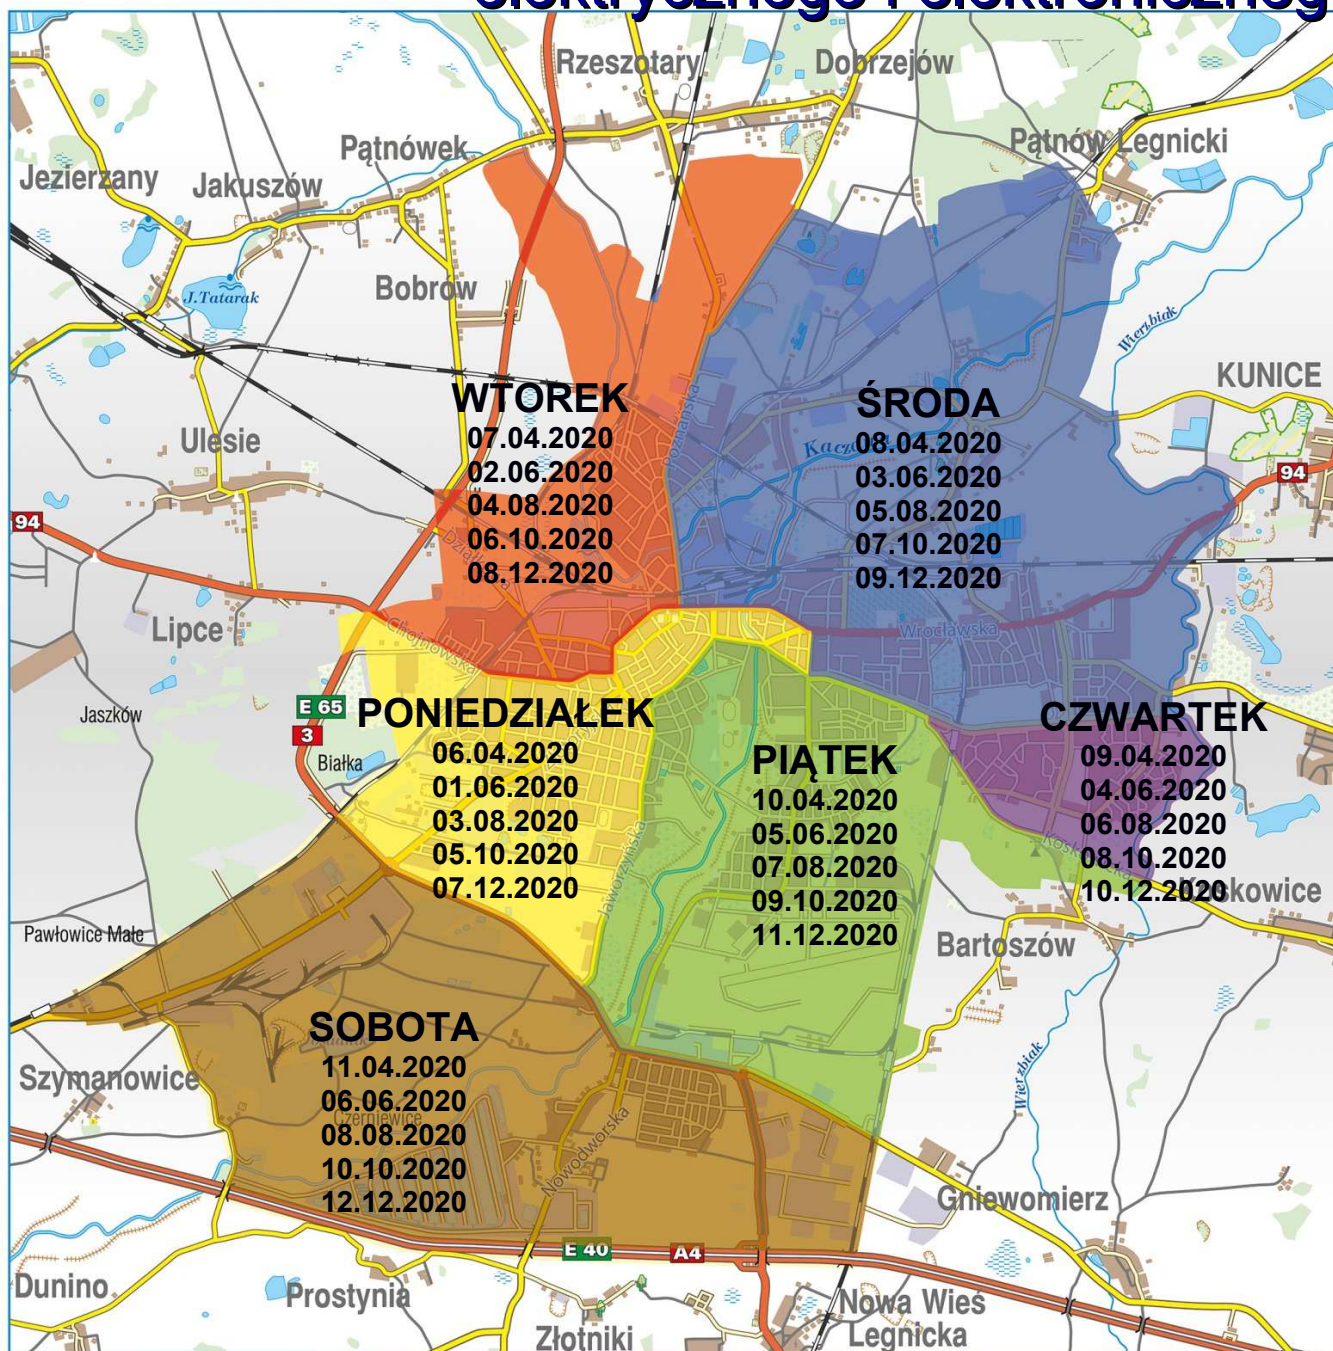 elektrycznego i elektroniczneg
Rzeszotary
Dobrzejów
Pątnówek
Pątnów Legnicki
Jezierzany
Jakuszów
Bobrów
J.Tatarak
Wierzbiak
KUNICE
WTOREK
07.04.2020
02.06.2020
04.08.2020
06.10.2020
08.12.2020
Poznańska
ŚRODA
08.04.2020
03.06.2020
05.08.2020
07.10.2020
09.12.2020
Ulesie
94
94
Lipce
Chojnowska
Wrocławska
Jaszków
E 65
3
Białka
PONIEDZIAŁEK
06.04.2020
01.06.2020
03.08.2020
05.10.2020
07.12.2020
Jaworzyńska
PIĄTEK
10.04.2020
05.06.2020
07.08.2020
09.10.2020
11.12.2020
CZWARTEK
09.04.2020
04.06.2020
06.08.2020
08.10.2020
10.12.2020
Bartoszów
Pawłowice Małe
SOBOTA
11.04.2020
06.06.2020
08.08.2020
10.10.2020
12.12.2020
Czerniewice
Nowodworska
Szymanowice
Wierzbiak
Gniewomierz
E 40
A4
Dunino
Prostynia
Złotniki
Nowa Wieś
Legnicka